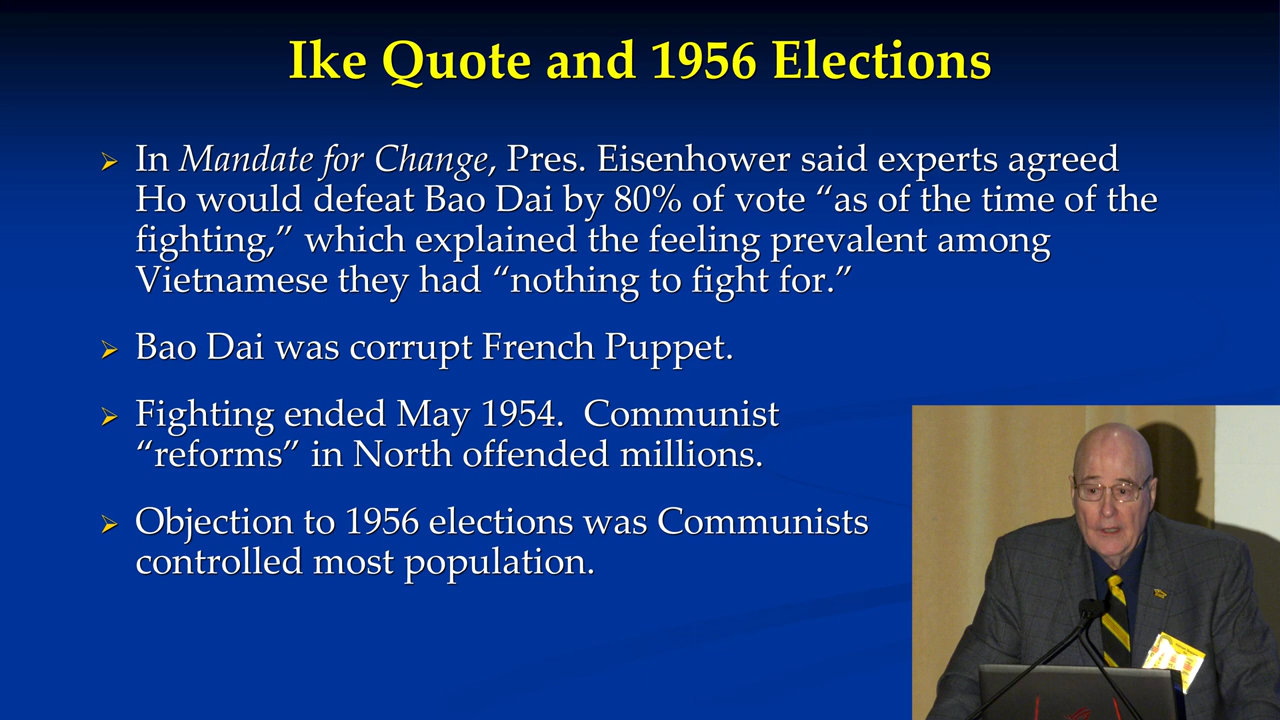 Ike Quote and 1956 Elections
In Mandate for Change, Pres. Eisenhower said experts agreed
Ho would defeat Bao Dai by 80% of vote “as of the time of the
fighting,” which explained the feeling prevalent among
Vietnamese they had “nothing to fight for.”
Bao Dai was corrupt French Puppet.
Fighting ended May 1954.  Communist
“reforms” in North offended millions.
Objection to 1956 elections was Communists
controlled most population.